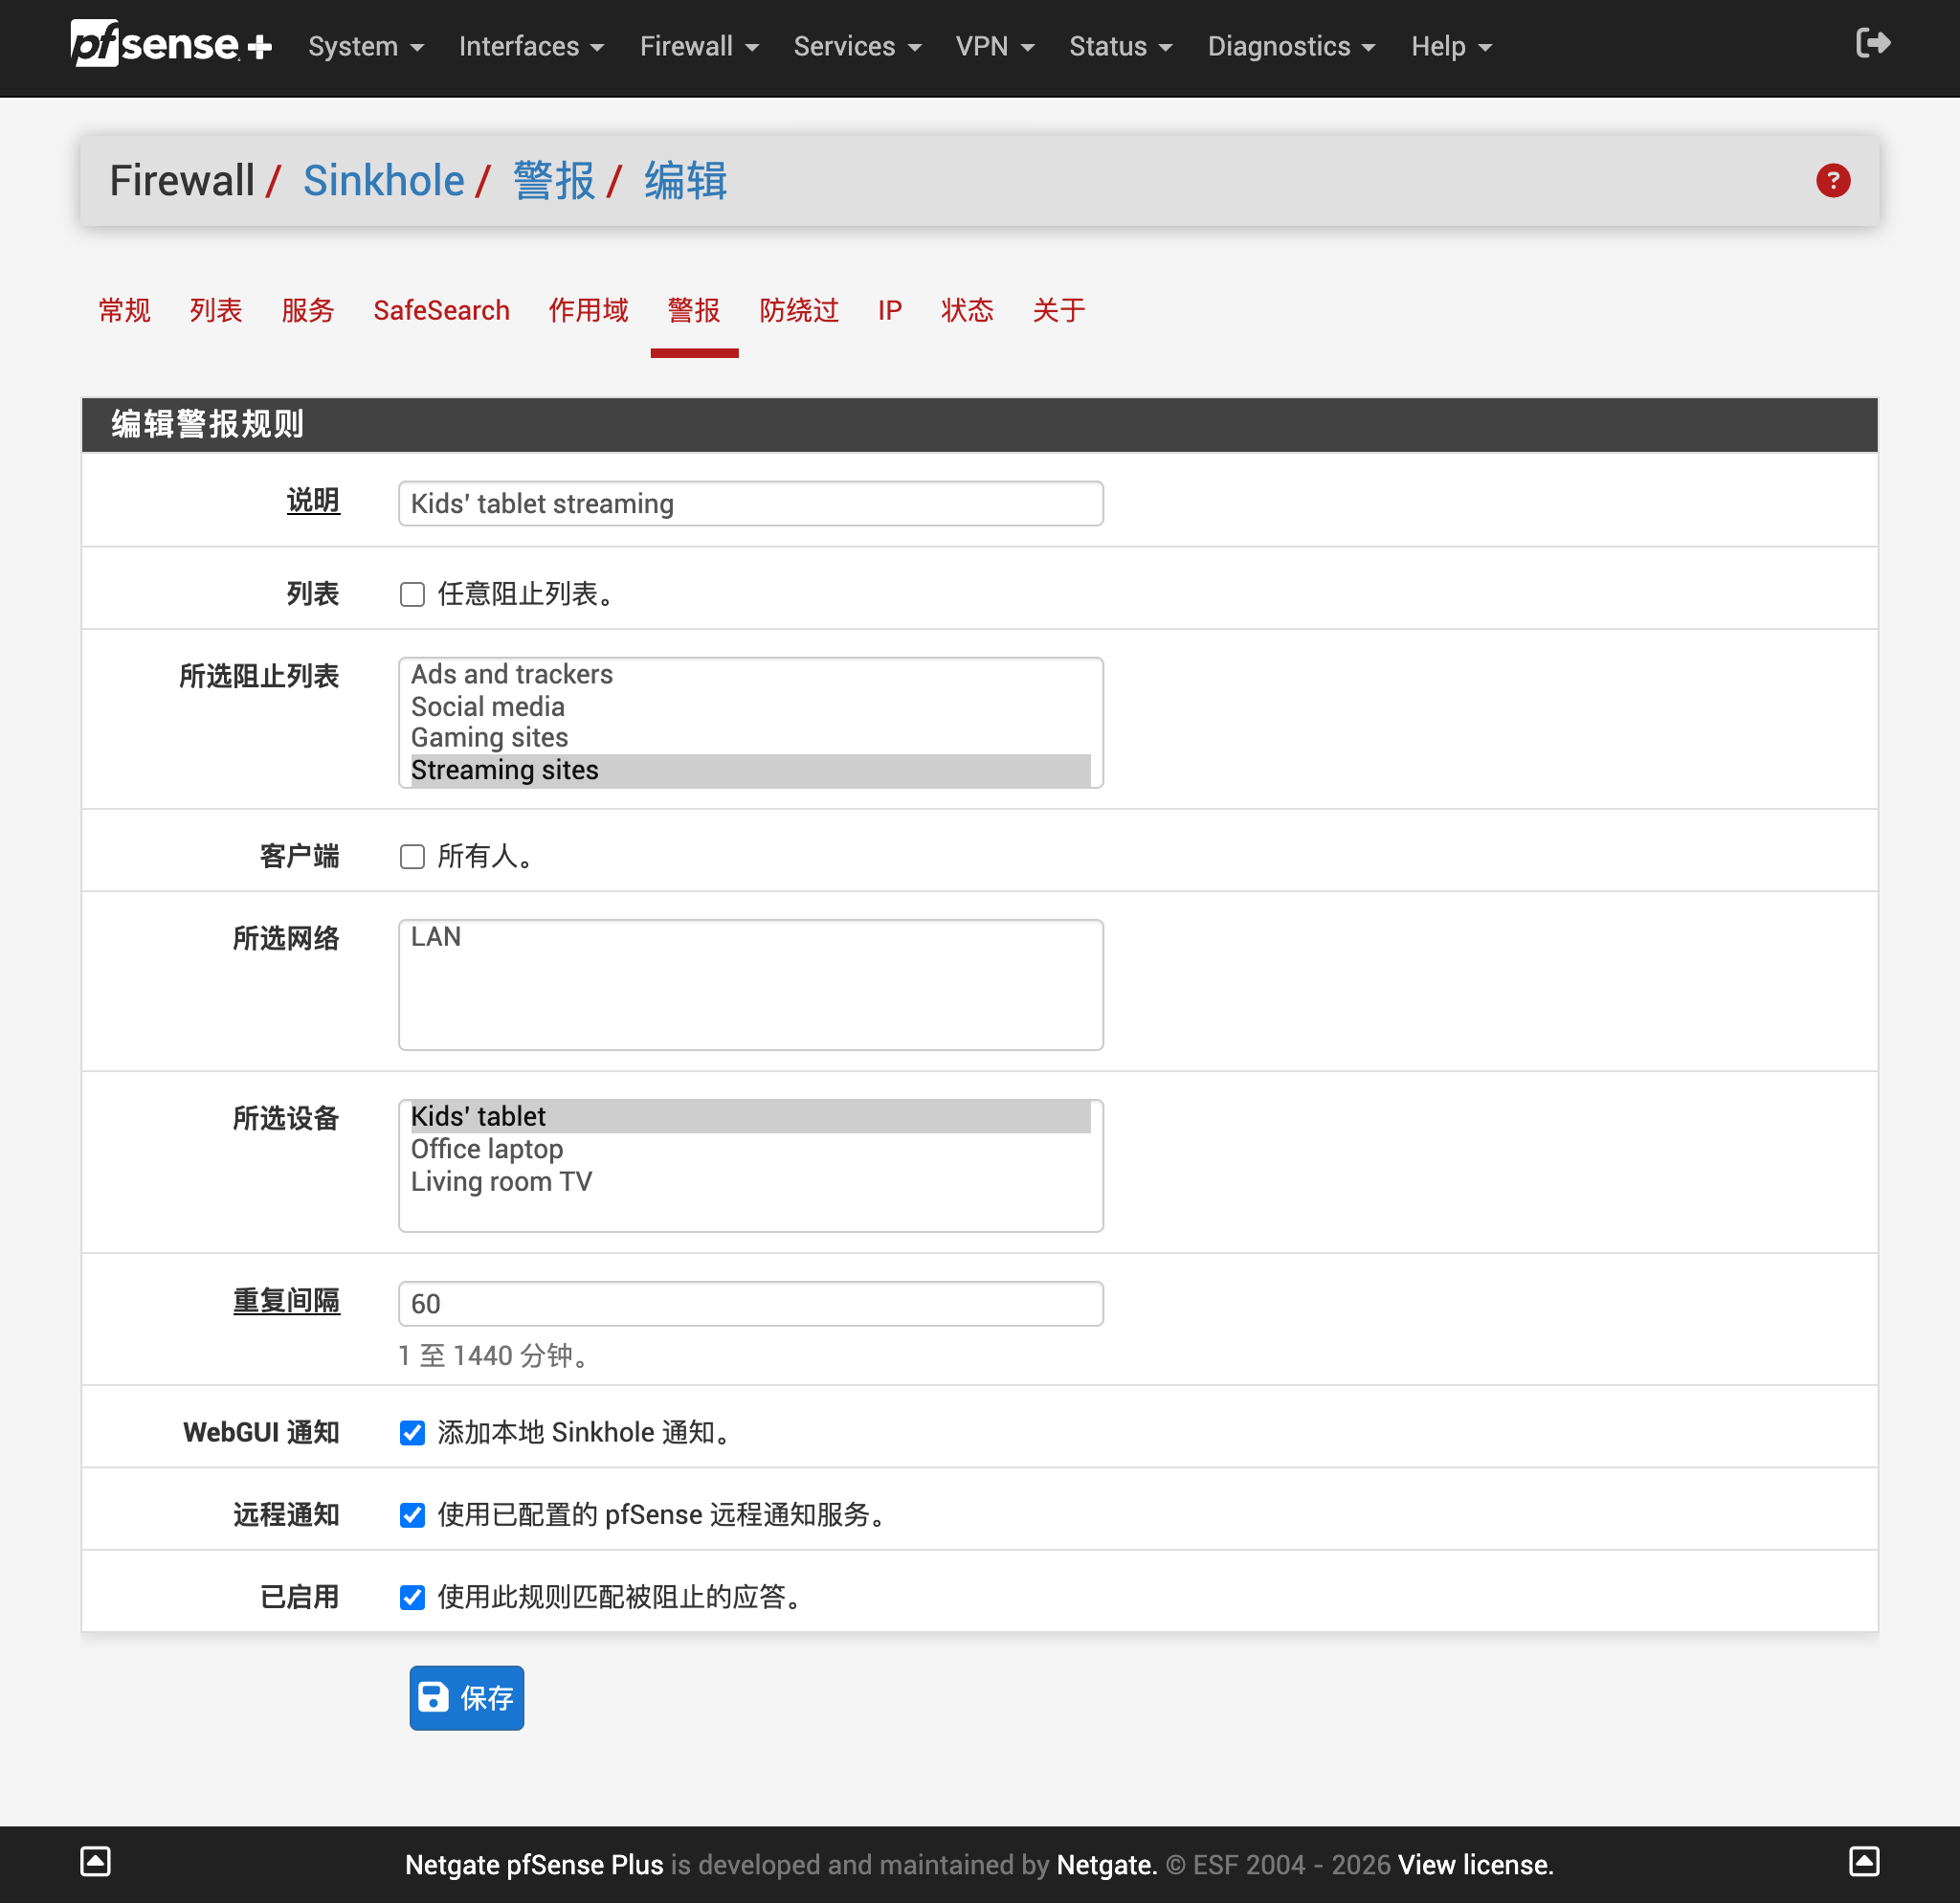 pfsense + System Interfaces Firewall Services VPN Status Diagnostics Help
Firewall / Sinkhole / 警报 / 编辑 ?
常规 列表 服务 SafeSearch 作用域 警报 防绕过 IP 状态 关于
编辑警报规则
说明 Kids' tablet streaming
列表 任意阻止列表。
所选阻止列表 Ads and trackers
Social media
Gaming sites
Streaming sites
客户端 所有人。
所选网络 LAN
所选设备 Kids' tablet
Office laptop
Living room TV
重复间隔 60
1 至 1440 分钟。
WebGUI 通知 添加本地 Sinkhole 通知。
远程通知 使用已配置的 pfSense 远程通知服务。
已启用 使用此规则匹配被阻止的应答。
保存
Netgate pfSense Plus is developed and maintained by Netgate. © ESF 2004 - 2026 View license.